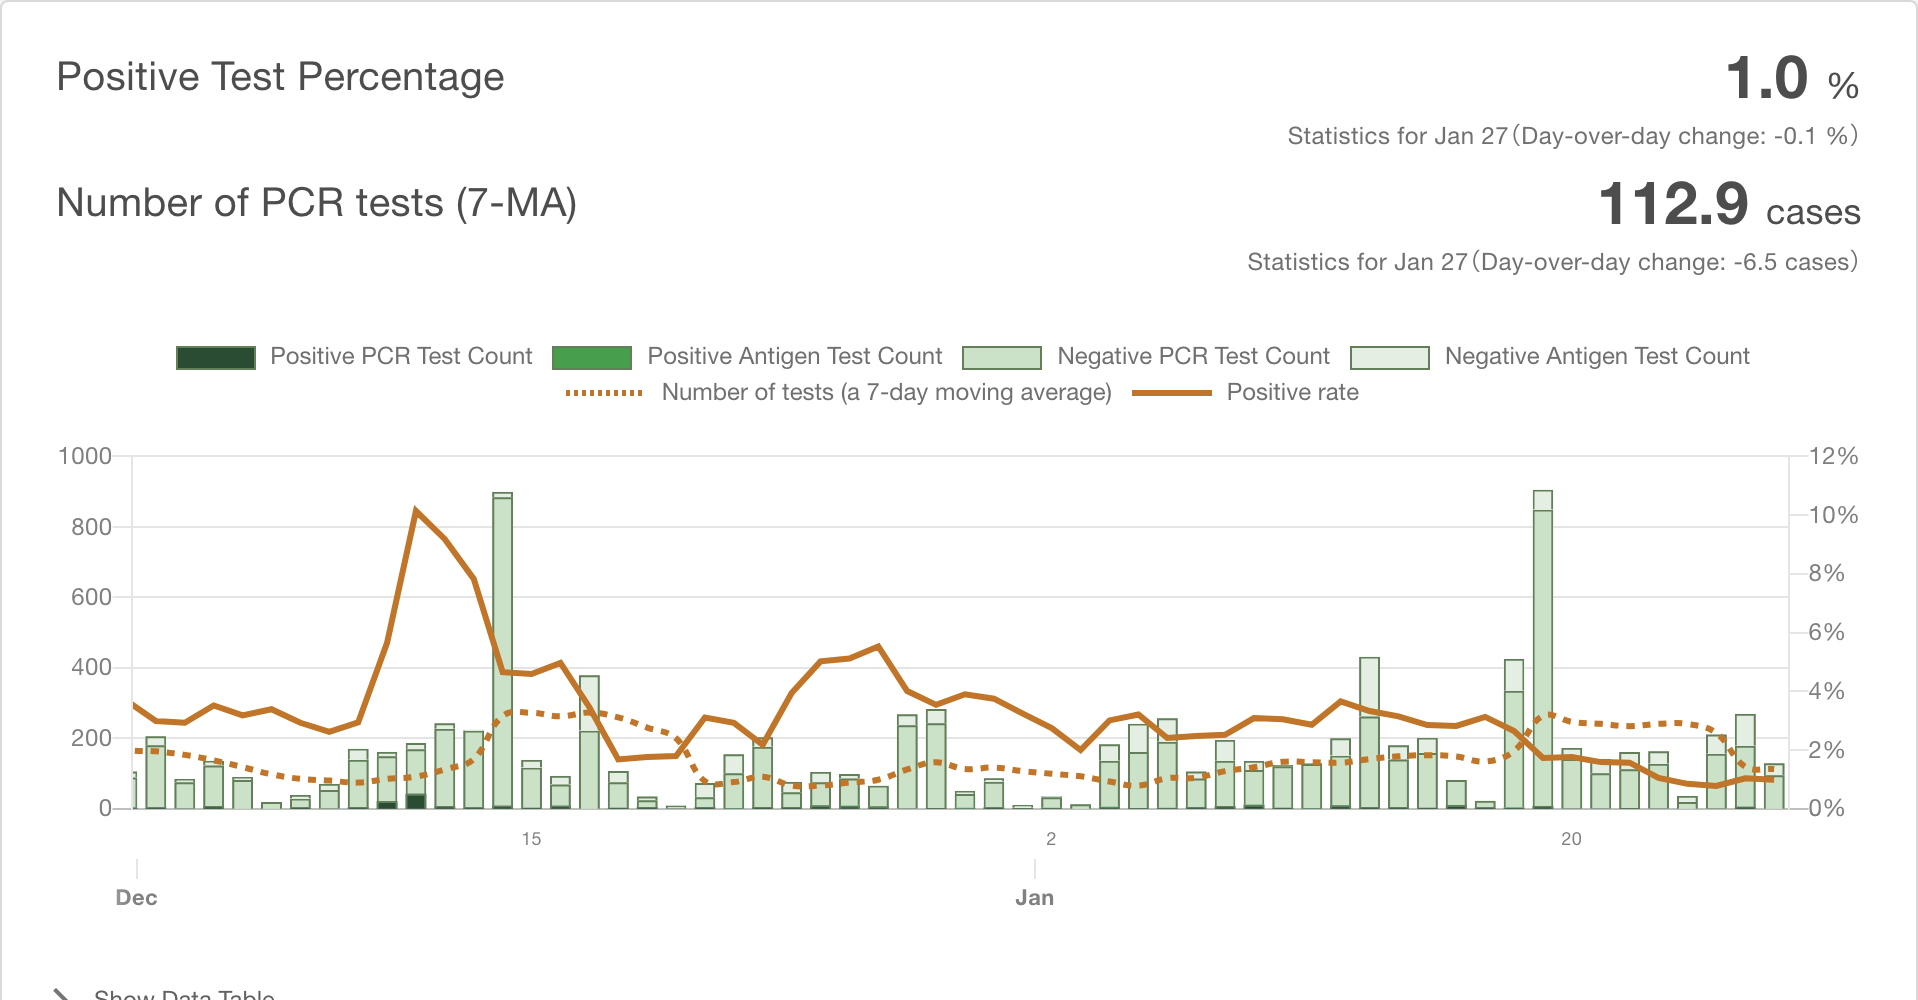 Positive Test Percentage
1.0 %
Statistics for Jan 27(Day-over-day change: -0.1 %)
Number of PCR tests (7-MA)
112.9 cases
Statistics for Jan 27(Day-over-day change: -6.5 cases)
Positive PCR Test Count Positive Antigen Test Count Negative PCR Test Count Negative Antigen Test Count
Number of tests (a 7-day moving average) Positive rate
1000 12%
10%
800
8%
600
6%
400
4%
200
2%
0 0%
15 2 20
Dec Jan
Show Data Table